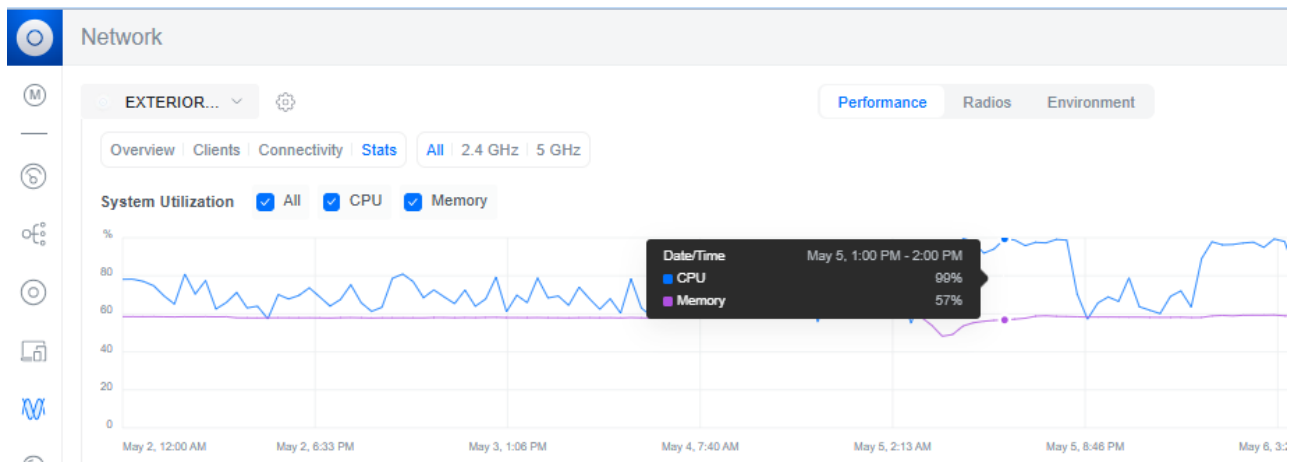 Network
M
EXTERIOR...
Performance Radios Environment
Overview Clients Connectivity Stats All 2.4 GHz 5 GHz
System Utilization All CPU Memory
%
80
60
40
20
0
Date/Time May 5, 1:00 PM - 2:00 PM
CPU 99%
Memory 57%
May 2, 12:00 AM May 2, 6:33 PM May 3, 1:06 PM May 4, 7:40 AM May 5, 2:13 AM May 5, 8:46 PM May 6, 3: